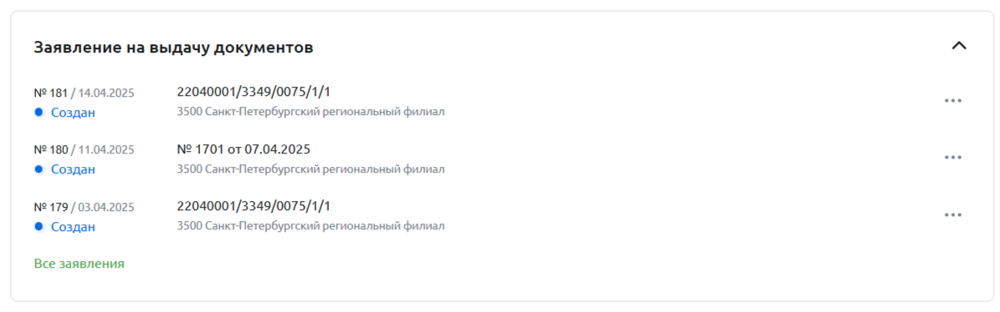 Заявление на выдачу документов
№ 181 / 14.04.2025 22040001/3349/0075/1/1
Создан 3500 Санкт-Петербургский региональный филиал
№ 180 / 11.04.2025 № 1701 от 07.04.2025
Создан 3500 Санкт-Петербургский региональный филиал
№ 179 / 03.04.2025 22040001/3349/0075/1/1
Создан 3500 Санкт-Петербургский региональный филиал
Все заявления